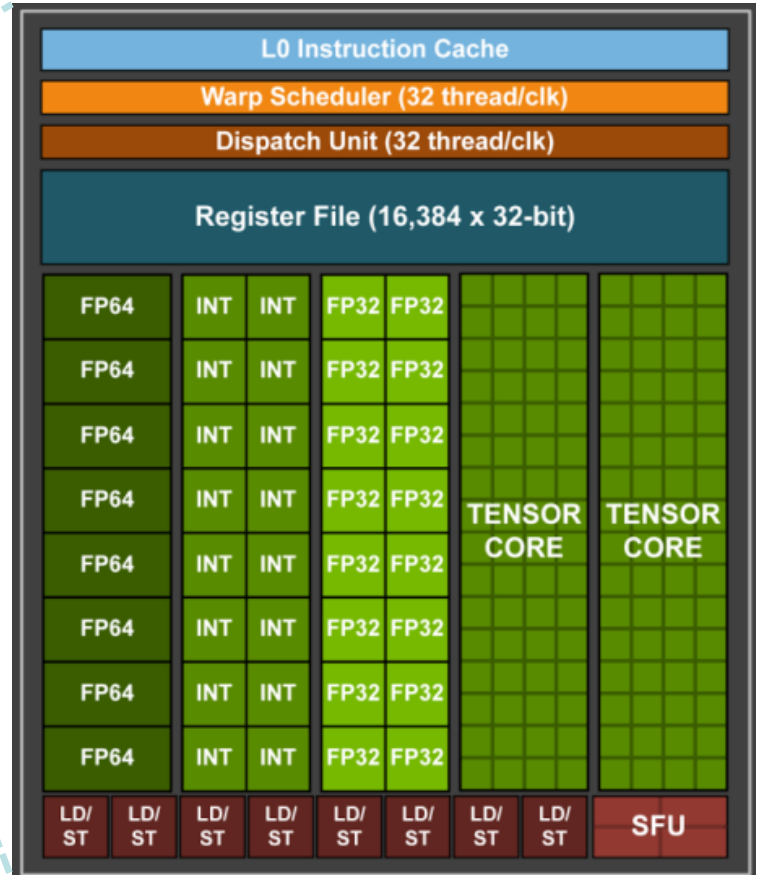 L0 Instruction Cache
Warp Scheduler (32 thread/clk)
Dispatch Unit (32 thread/clk)
Register File (16,384 x 32-bit)
FP64 INT INT FP32 FP32
FP64 INT INT FP32 FP32
FP64 INT INT FP32 FP32
FP64 INT INT FP32 FP32
TENSOR TENSOR
CORE CORE
FP64 INT INT FP32 FP32
FP64 INT INT FP32 FP32
FP64 INT INT FP32 FP32
FP64 INT INT FP32 FP32
LD/ LD/ LD/ LD/ LD/ LD/ LD/ LD/
ST ST ST ST ST ST ST ST
SFU